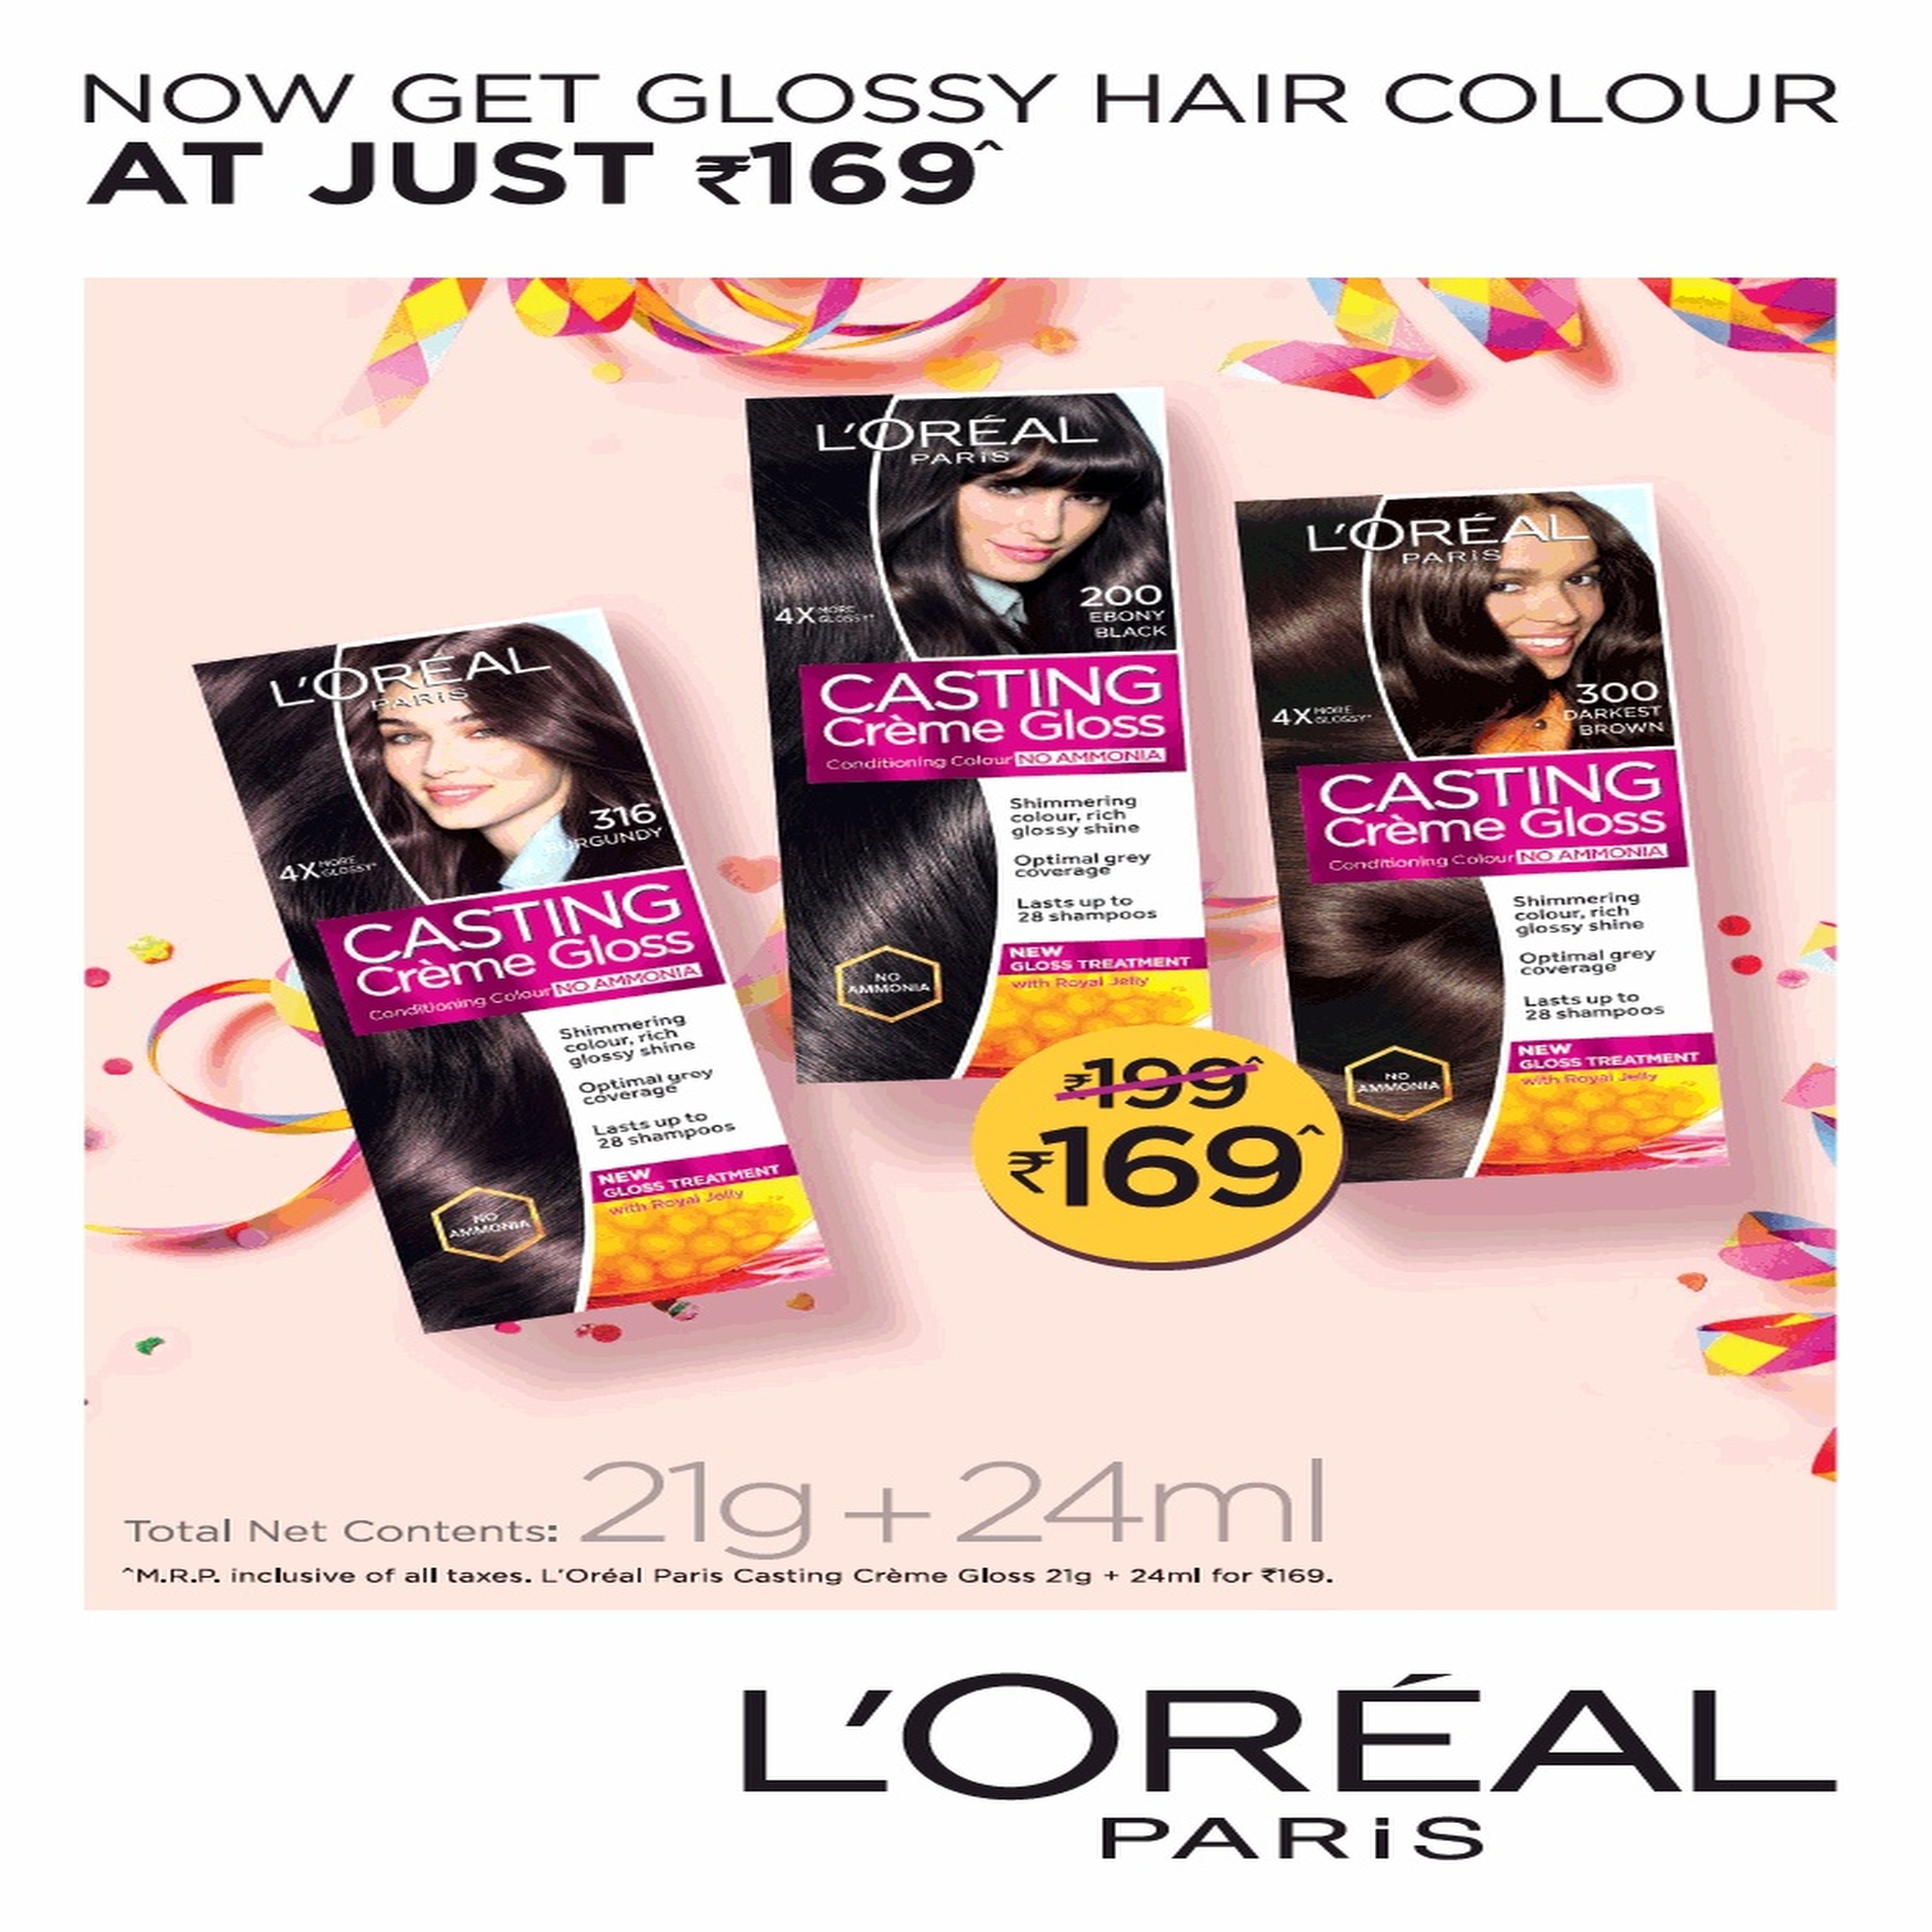 NOW GET GLOSSY HAIR COLOUR
AT JUST ₹169^
L'ORÉAL
PARiS
4X MORE
GLOSSY*
316
BURGUNDY
CASTING
Crème Gloss
Conditioning Colour NO AMMONIA
Shimmering
colour, rich
glossy shine
Optimal grey
coverage
Lasts up to
28 shampoos
NEW
GLOSS TREATMENT
with Royal Jelly
NO
AMMONIA
L'ORÉAL
PARiS
4X MORE
GLOSSY*
200
EBONY
BLACK
CASTING
Crème Gloss
Conditioning Colour NO AMMONIA
Shimmering
colour, rich
glossy shine
Optimal grey
coverage
Lasts up to
28 shampoos
NEW
GLOSS TREATMENT
with Royal Jelly
NO
AMMONIA
L'ORÉAL
PARiS
4X MORE
GLOSSY*
300
DARKEST
BROWN
CASTING
Crème Gloss
Conditioning Colour NO AMMONIA
Shimmering
colour, rich
glossy shine
Optimal grey
coverage
Lasts up to
28 shampoos
NEW
GLOSS TREATMENT
with Royal Jelly
NO
AMMONIA
₹199^
₹169^
Total Net Contents: 21g + 24ml
^M.R.P. inclusive of all taxes. L'Oréal Paris Casting Crème Gloss 21g + 24ml for ₹169.
L'ORÉAL
PARiS